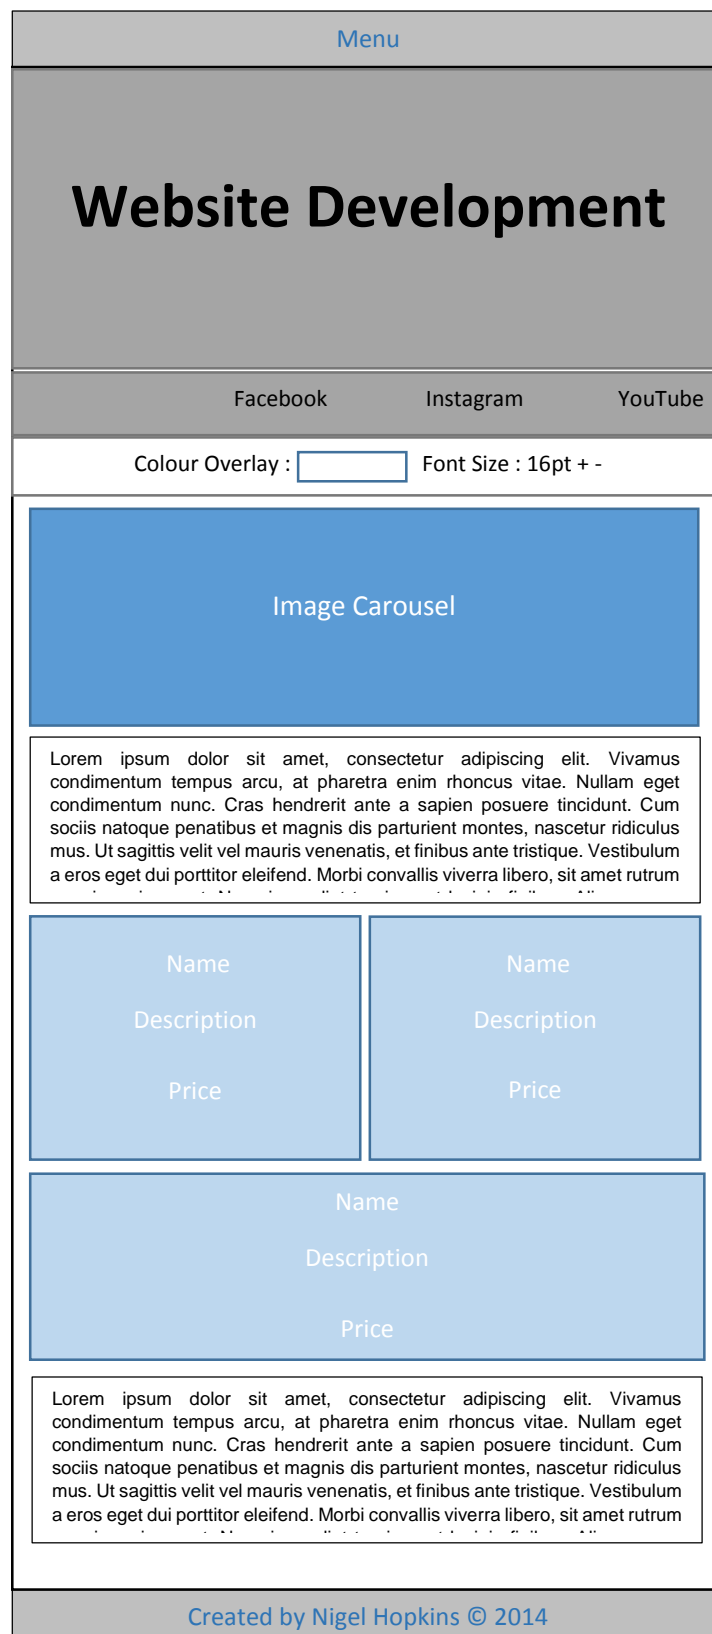 Menu
Website Development
Facebook Instagram YouTube
Colour Overlay : Font Size : 16pt + -
Image Carousel
Lorem ipsum dolor sit amet, consectetur adipiscing elit. Vivamus
condimentum tempus arcu, at pharetra enim rhoncus vitae. Nullam eget
condimentum nunc. Cras hendrerit ante a sapien posuere tincidunt. Cum
sociis natoque penatibus et magnis dis parturient montes, nascetur ridiculus
mus. Ut sagittis velit vel mauris venenatis, et finibus ante tristique. Vestibulum
a eros eget dui porttitor eleifend. Morbi convallis viverra libero, sit amet rutrum
Name
Description
Price
Name
Description
Price
Name
Description
Price
Lorem ipsum dolor sit amet, consectetur adipiscing elit. Vivamus
condimentum tempus arcu, at pharetra enim rhoncus vitae. Nullam eget
condimentum nunc. Cras hendrerit ante a sapien posuere tincidunt. Cum
sociis natoque penatibus et magnis dis parturient montes, nascetur ridiculus
mus. Ut sagittis velit vel mauris venenatis, et finibus ante tristique. Vestibulum
a eros eget dui porttitor eleifend. Morbi convallis viverra libero, sit amet rutrum
Created by Nigel Hopkins © 2014